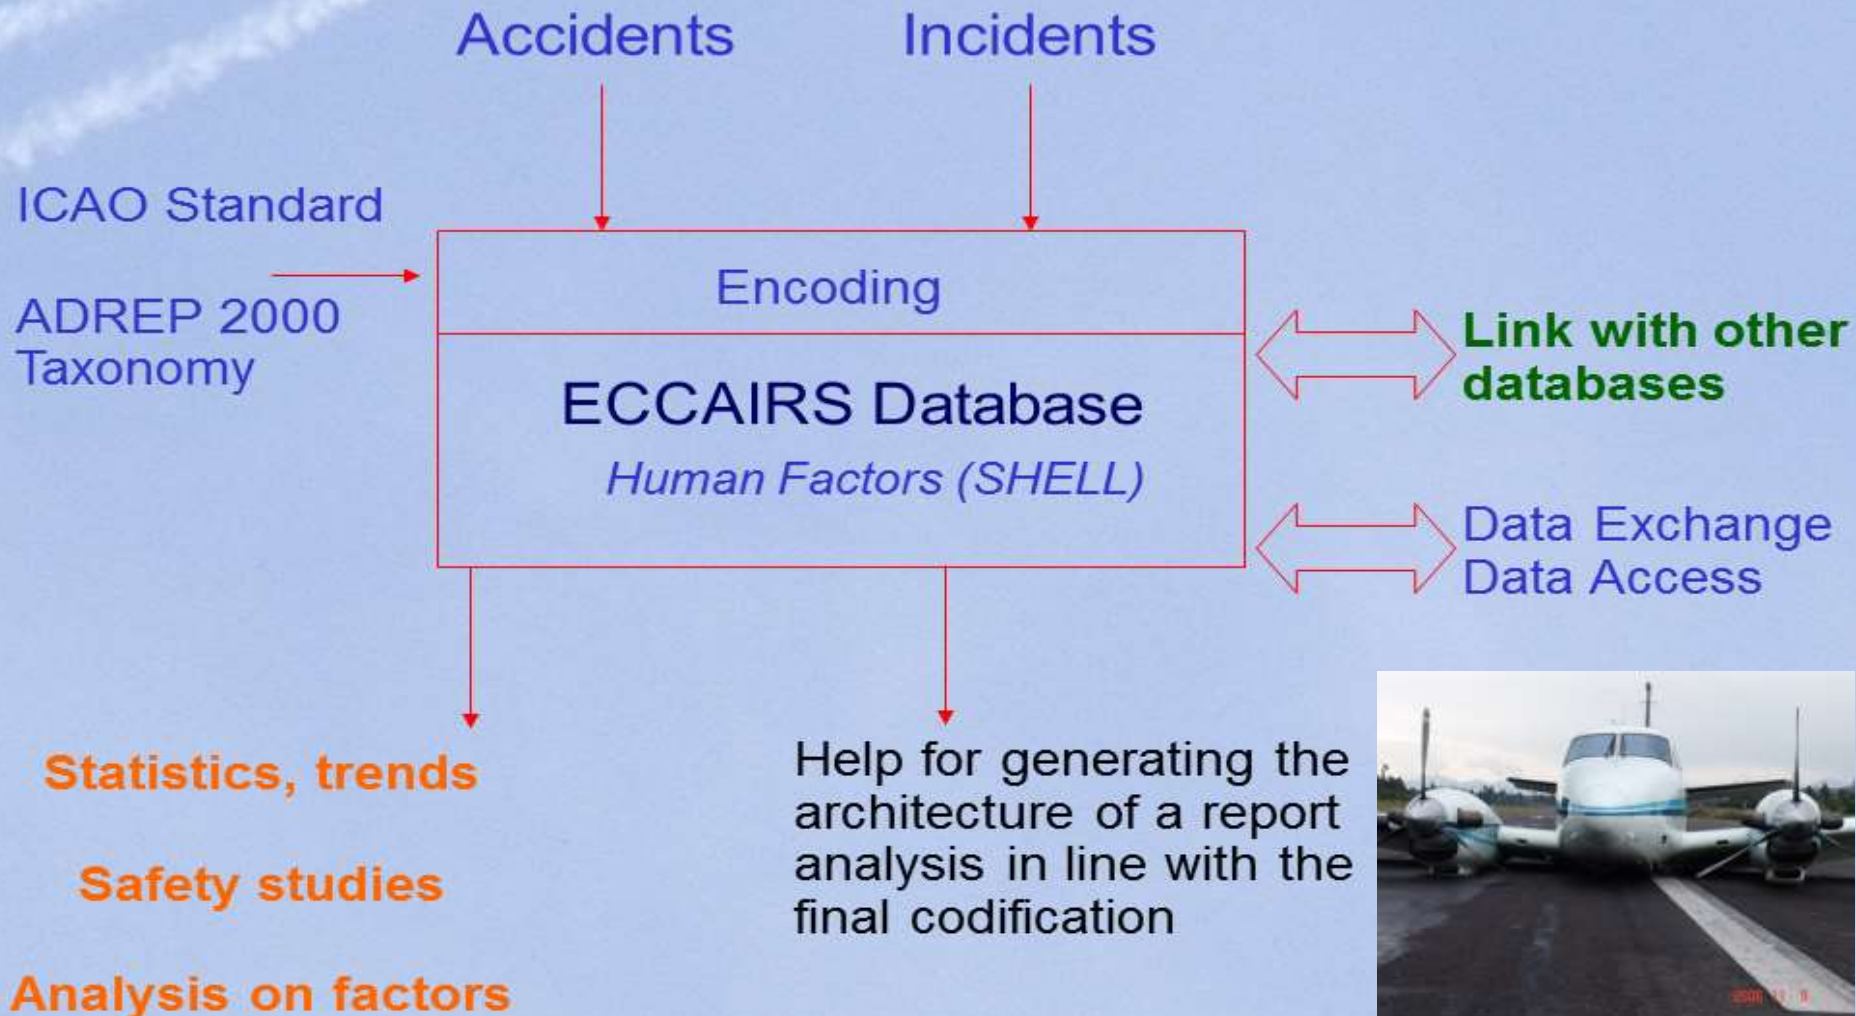 Accidents Incidents
ICAO Standard
ADREP 2000
Taxonomy
Encoding
ECCAIRS Database
Human Factors (SHELL)
Link with other
databases
Data Exchange
Data Access
Statistics, trends
Safety studies
Analysis on factors
Help for generating the
architecture of a report
analysis in line with the
final codification